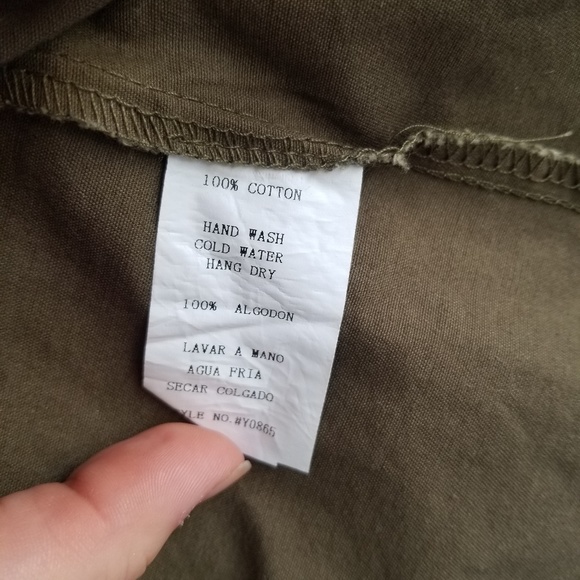 100% COTTON
HAND WASH
COLD WATER
HANG DRY
100% ALGODON
LAVAR A MANO
AGUA FRIA
SECAR COLGADO
NO.#Y0865